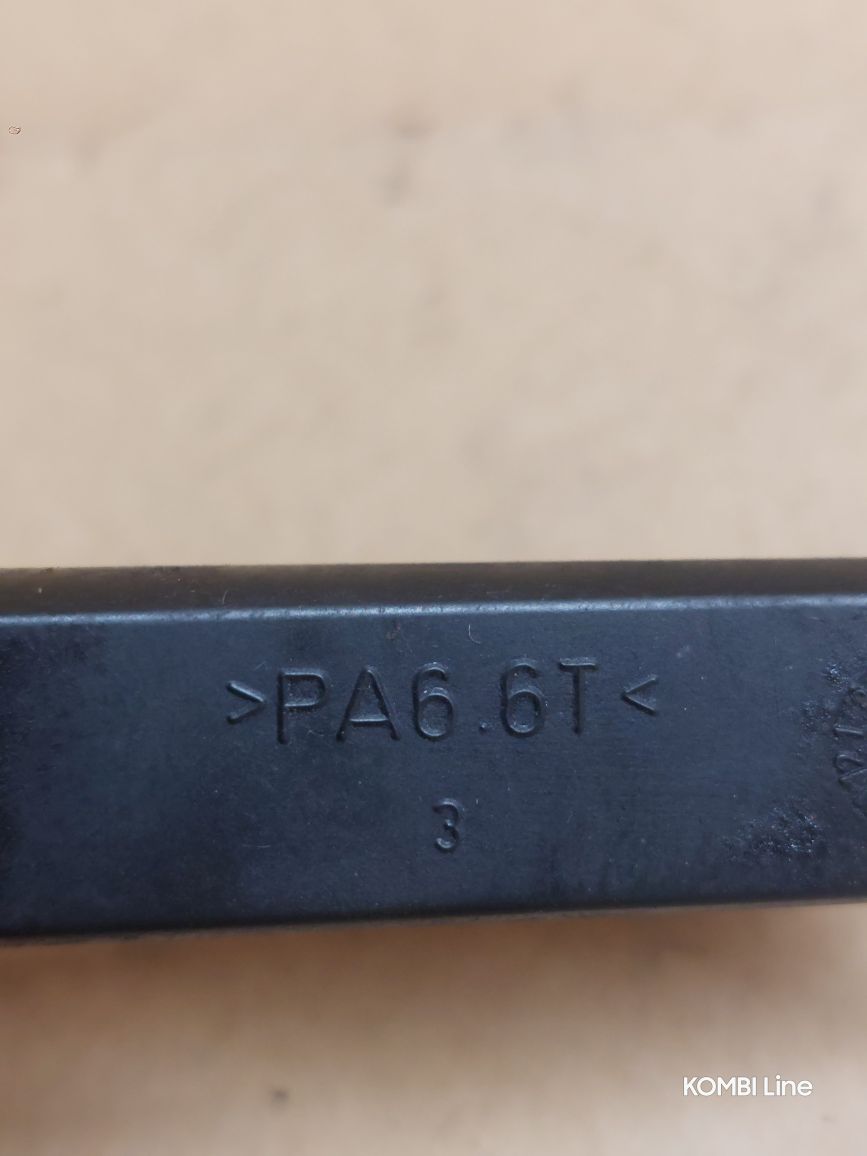 >PA6.6T<
3
KOMBI Line